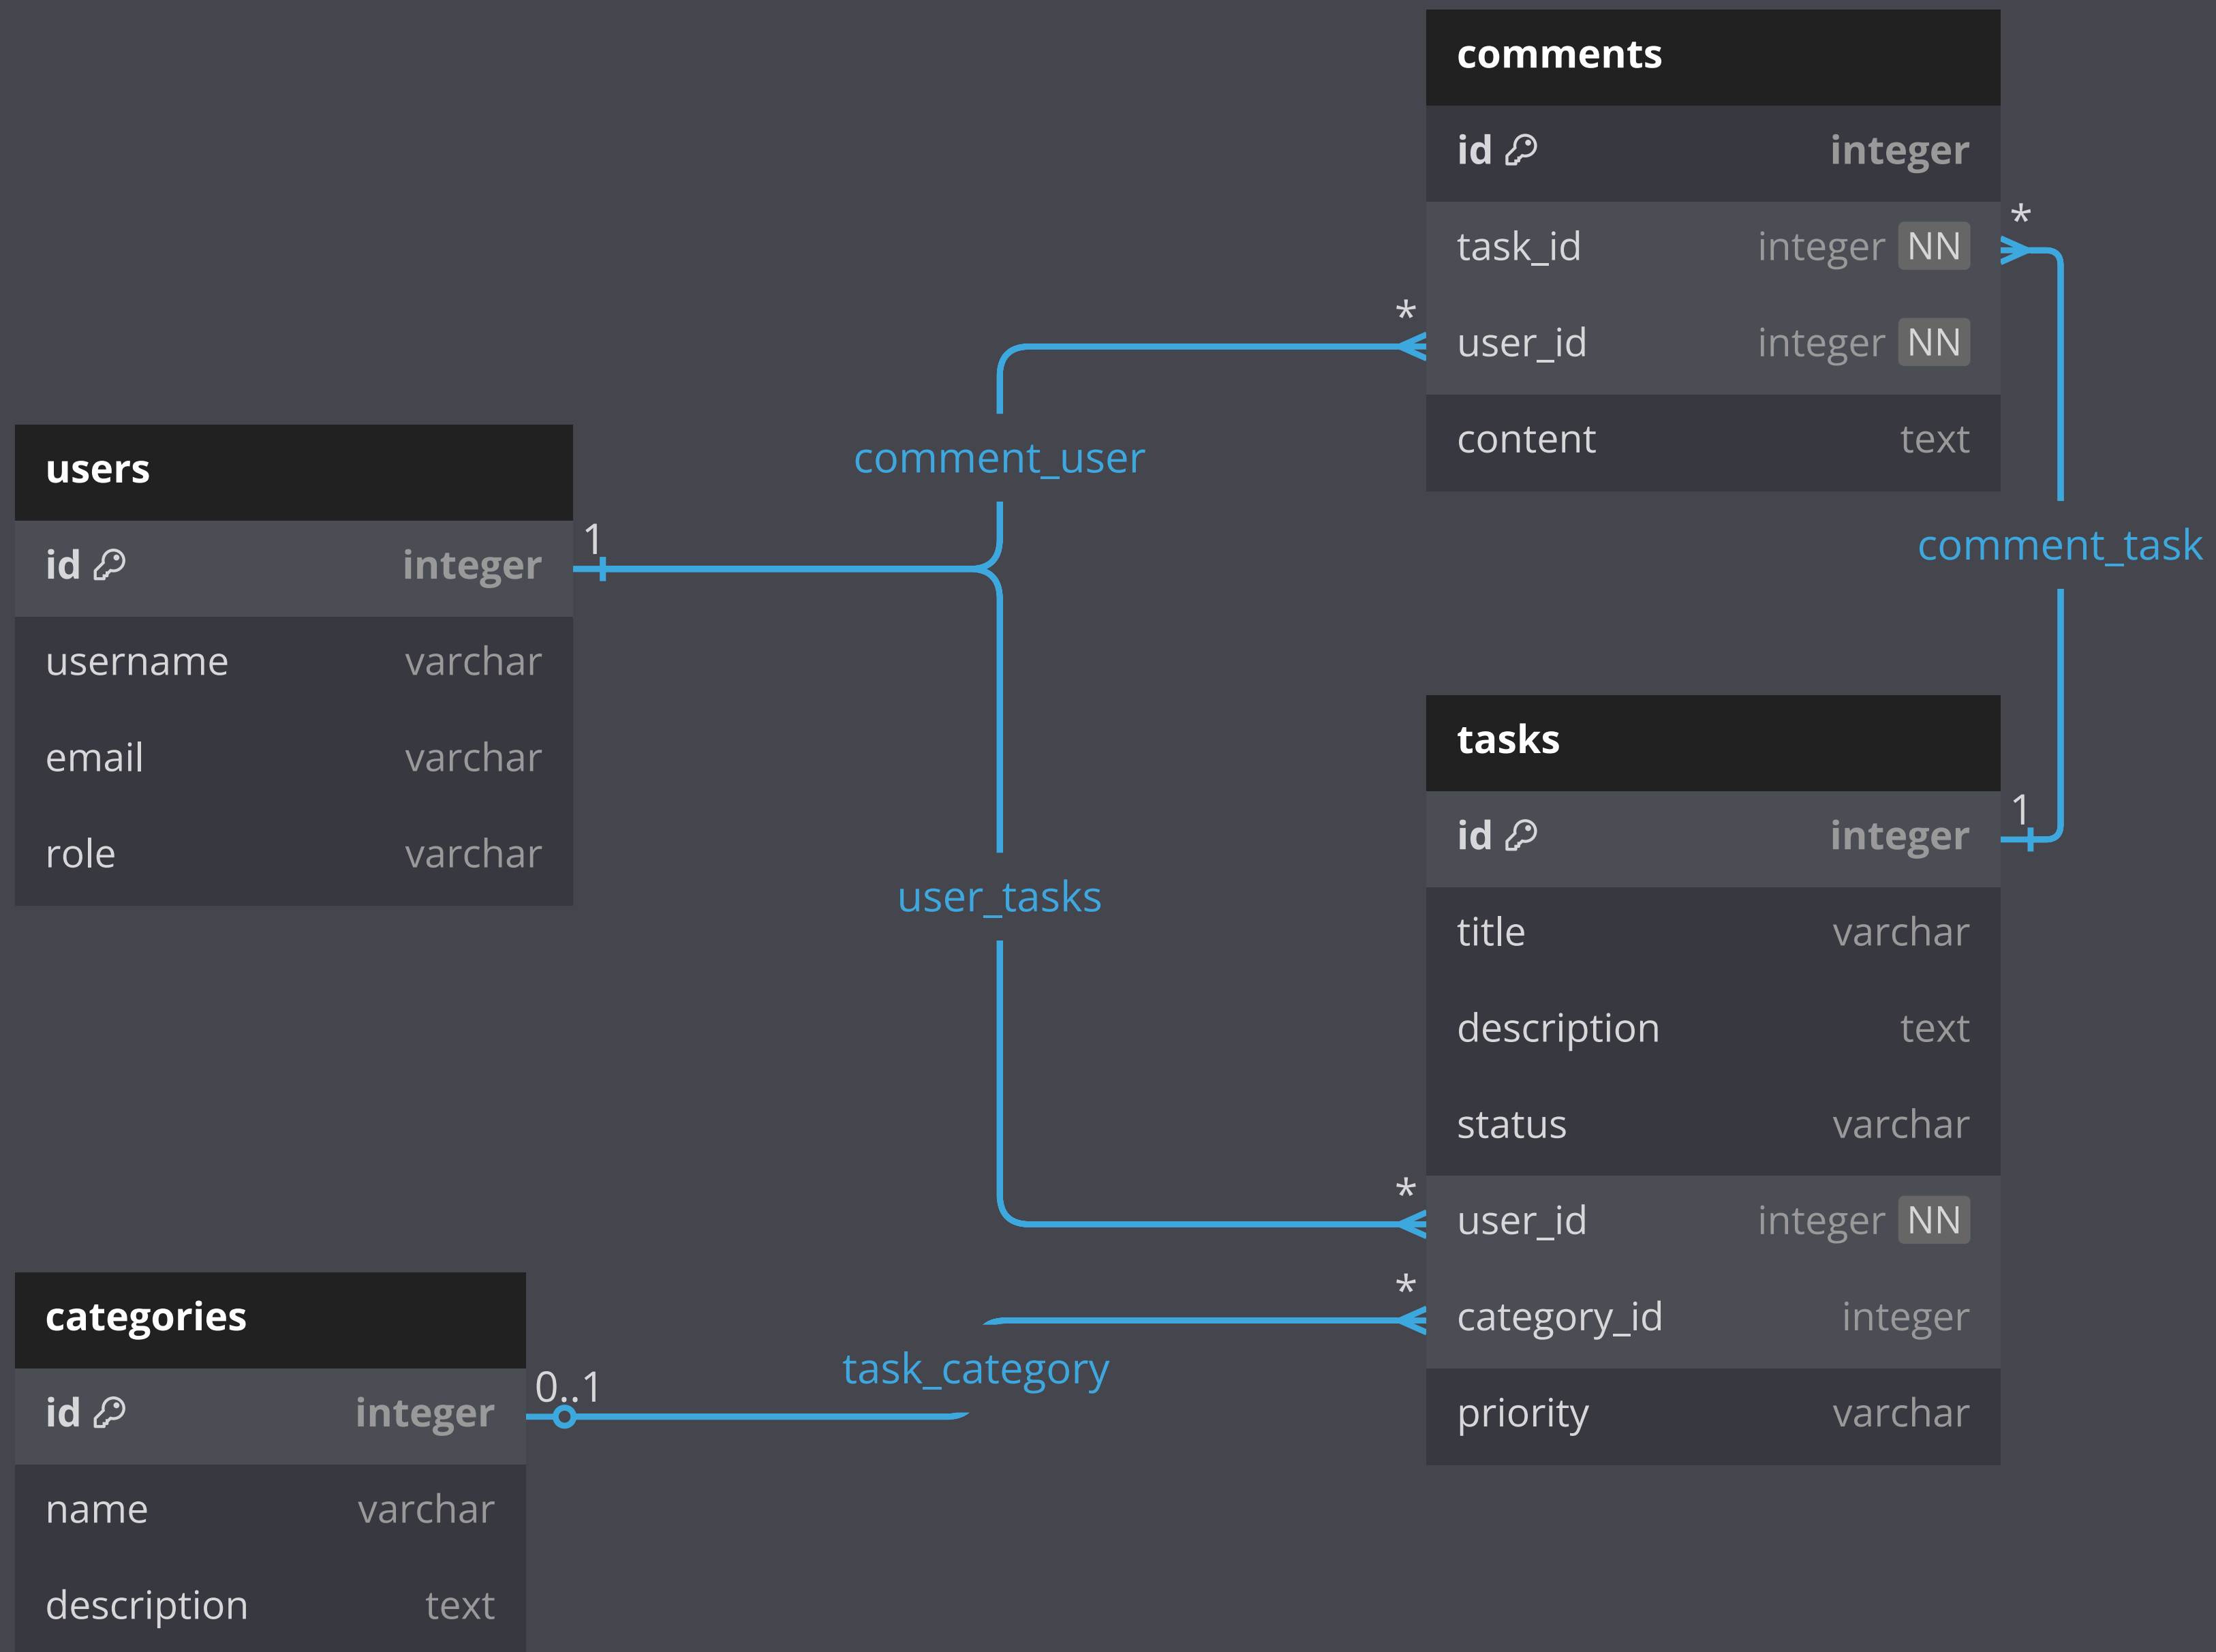 comments
id integer
task_id integer NN
user_id integer NN
content text
*
*
comment_user
comment_task
users
id integer
username varchar
email varchar
role varchar
1
user_tasks
tasks
id integer
title varchar
description text
status varchar
user_id integer NN
category_id integer
priority varchar
1
*
*
categories
id integer
name varchar
description text
0..1
task_category